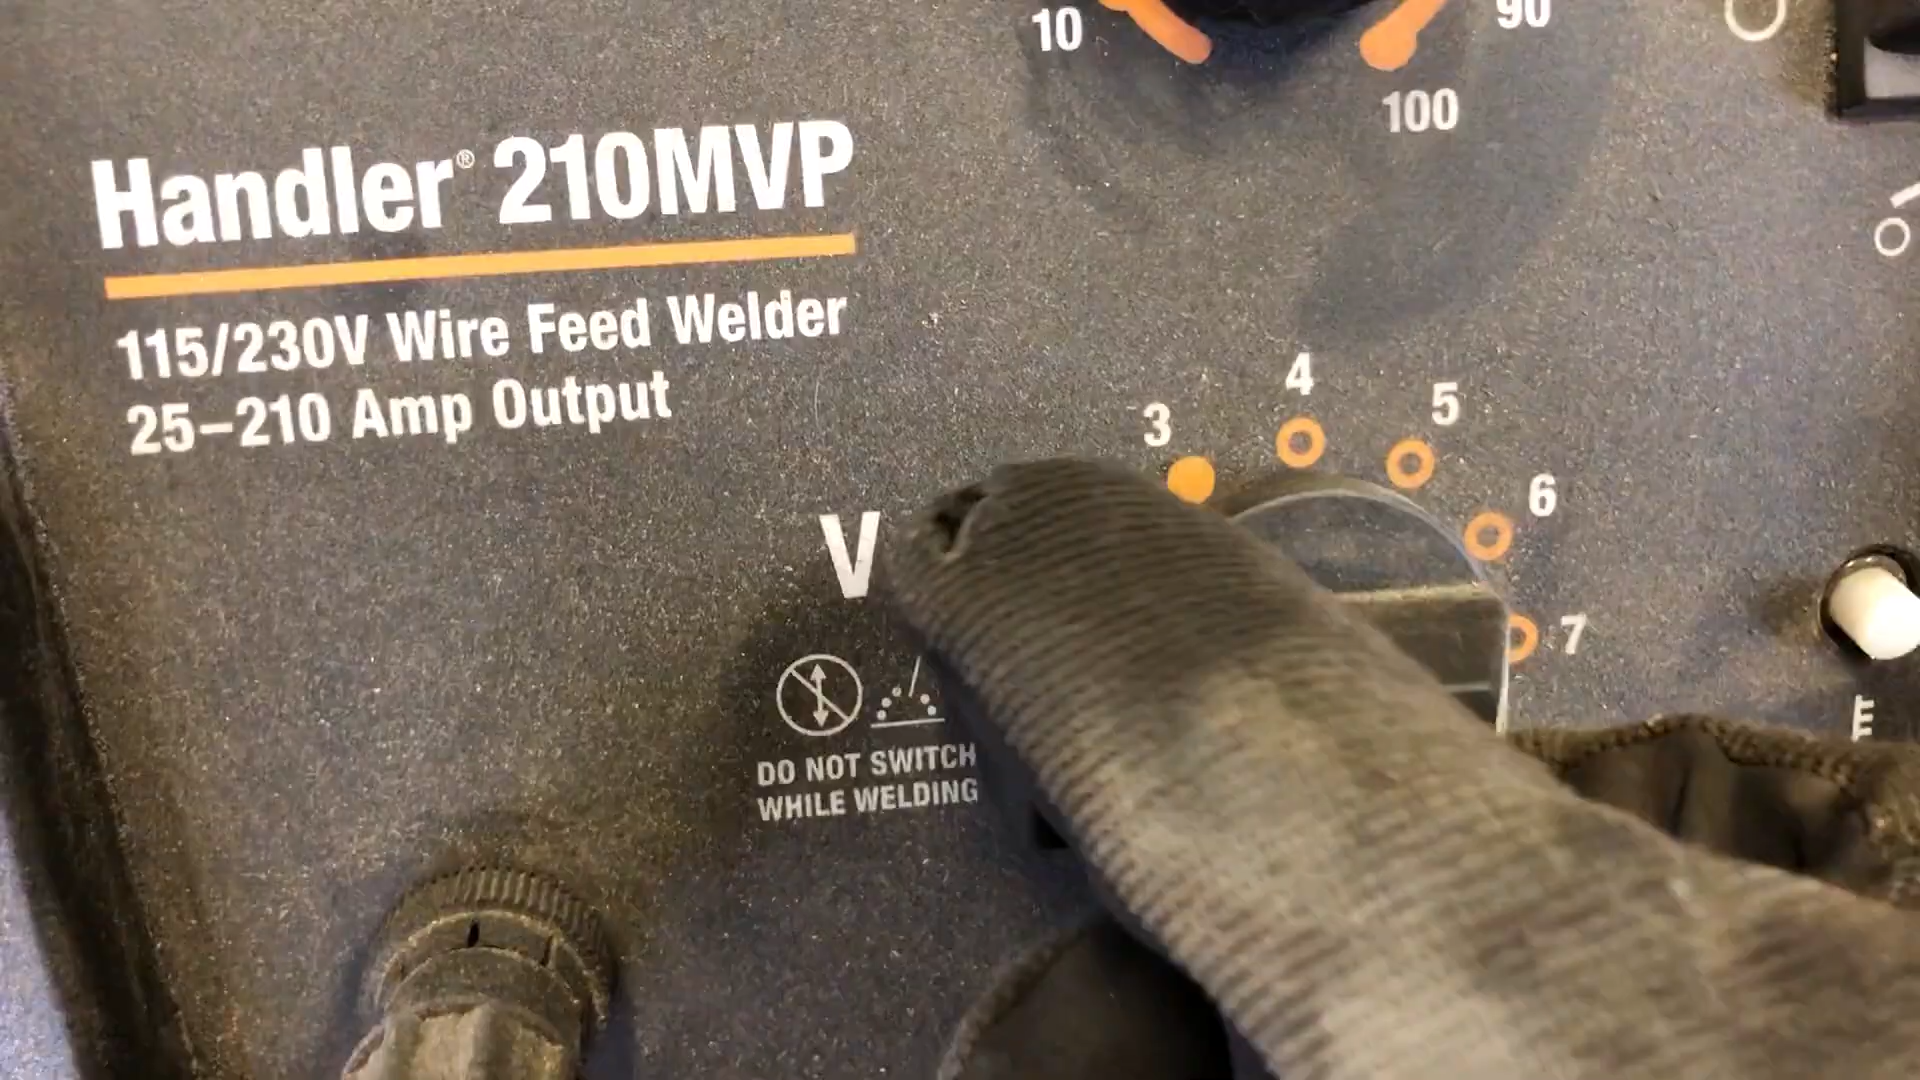 10
90
100
Handler® 210MVP
115/230V Wire Feed Welder
25–210 Amp Output
3
4
5
6
7
V
DO NOT SWITCH
WHILE WELDING